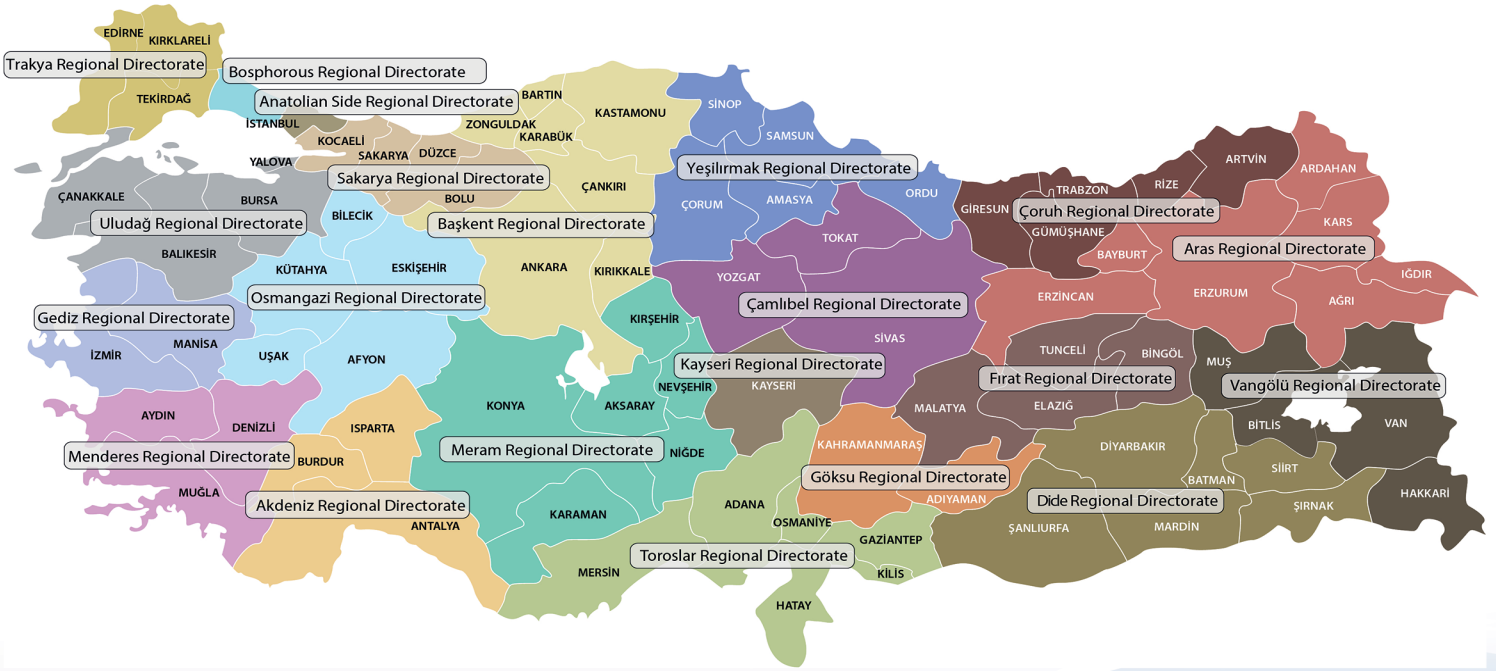 EDİRNE
KIRKLARELİ
Trakya Regional Directorate
TEKİRDAĞ
Bosphorous Regional Directorate
Anatolian Side Regional Directorate
İSTANBUL
KOCAELİ
SAKARYA
DÜZCE
YALOVA
Sakarya Regional Directorate
BOLU
BARTIN
ZONGULDAK
KARABÜK
KASTAMONU
ÇANKIRI
Başkent Regional Directorate
ANKARA
KIRIKKALE
ÇANAKKALE
BURSA
Uludağ Regional Directorate
BALIKESİR
BİLECİK
KÜTAHYA
ESKİŞEHİR
Osmangazi Regional Directorate
UŞAK
AFYON
Gediz Regional Directorate
İZMİR
MANİSA
AYDIN
DENİZLİ
Menderes Regional Directorate
MUĞLA
ISPARTA
BURDUR
Akdeniz Regional Directorate
ANTALYA
KIRŞEHİR
NEVŞEHİR
KONYA
AKSARAY
Meram Regional Directorate
NİĞDE
KARAMAN
SİNOP
SAMSUN
Yeşilırmak Regional Directorate
ÇORUM
AMASYA
ORDU
TOKAT
YOZGAT
Çamlıbel Regional Directorate
SİVAS
Kayseri Regional Directorate
KAYSERİ
ARTVİN
RİZE
TRABZON
GİRESUN
Çoruh Regional Directorate
GÜMÜŞHANE
ARDAHAN
KARS
BAYBURT
Aras Regional Directorate
IĞDIR
ERZİNCAN
ERZURUM
AĞRI
TUNCELİ
BİNGÖL
Fırat Regional Directorate
MALATYA
ELAZIĞ
MUŞ
Vangölü Regional Directorate
BİTLİS
VAN
HAKKARİ
KAHRAMANMARAŞ
Göksu Regional Directorate
ADIYAMAN
DİYARBAKIR
SİİRT
BATMAN
Dicle Regional Directorate
ŞIRNAK
ŞANLIURFA
MARDİN
ADANA
OSMANİYE
GAZİANTEP
Toroslar Regional Directorate
MERSİN
KİLİS
HATAY